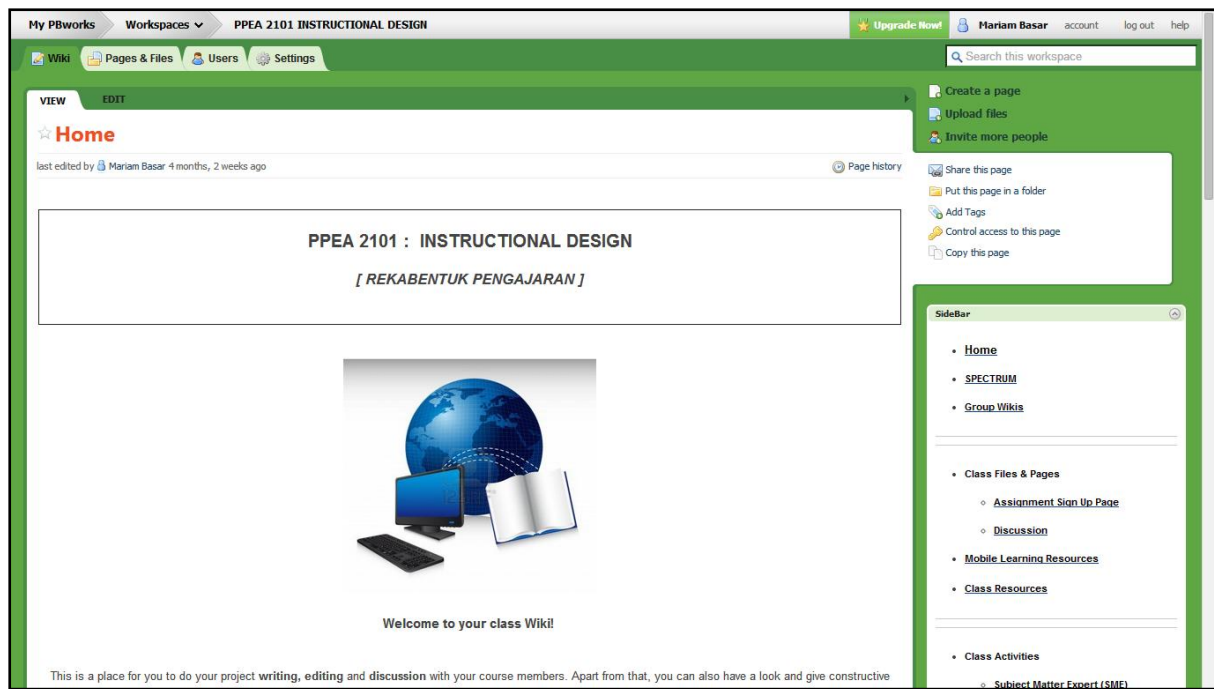 My PBworks Workspaces PPEA 2101 INSTRUCTIONAL DESIGN Upgrade Now! Mariam Basar account log out help
Wiki Pages & Files Users Settings Search this workspace
VIEW EDIT
Home
last edited by Mariam Basar 4 months, 2 weeks ago Page history
PPEA 2101 : INSTRUCTIONAL DESIGN
[ REKABENTUK PENGAJARAN ]
Welcome to your class Wiki!
This is a place for you to do your project writing, editing and discussion with your course members. Apart from that, you can also have a look and give constructive
Create a page
Upload files
Invite more people
Share this page
Put this page in a folder
Add Tags
Control access to this page
Copy this page
SideBar
Home
SPECTRUM
Group Wikis
Class Files & Pages
Assignment Sign Up Page
Discussion
Mobile Learning Resources
Class Resources
Class Activities
Subject Matter Expert (SME)